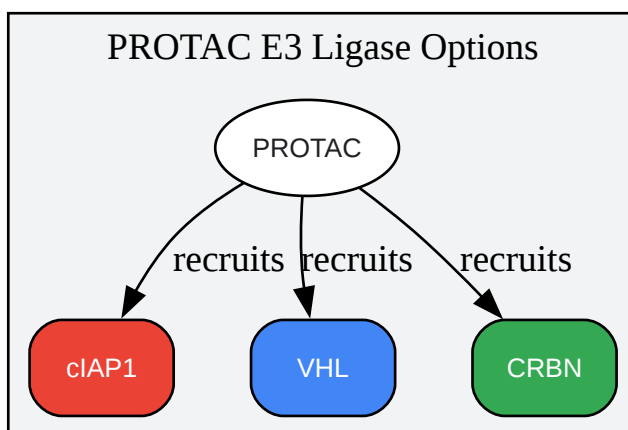 PROTAC E3 Ligase Options
PROTAC
recruits recruits recruits
cIAP1 VHL CRBN